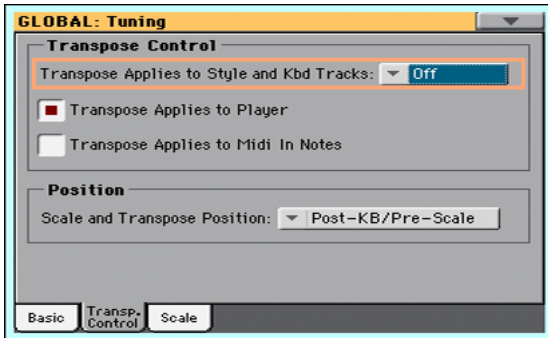 GLOBAL: Tuning
Transpose Control
Transpose Applies to Style and Kbd Tracks: Off
Transpose Applies to Player
Transpose Applies to Midi In Notes
Position
Scale and Transpose Position: Post-KB/Pre-Scale
Basic Transp. Control Scale